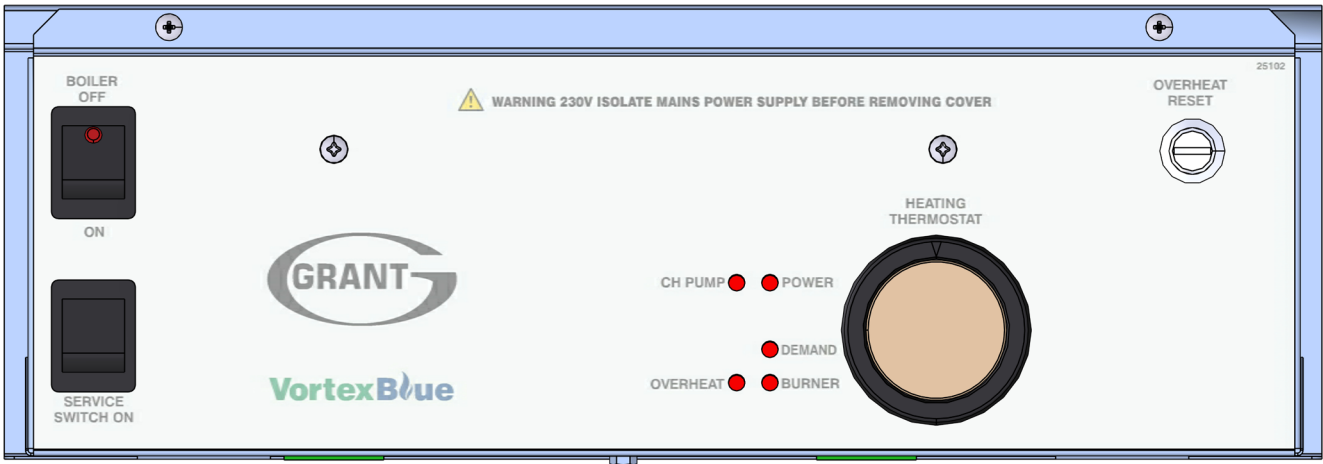 25102
BOILER
OFF
ON
SERVICE
SWITCH ON
WARNING 230V ISOLATE MAINS POWER SUPPLY BEFORE REMOVING COVER
GRANT
VortexBlue
CH PUMP
POWER
DEMAND
OVERHEAT
BURNER
HEATING
THERMOSTAT
OVERHEAT
RESET